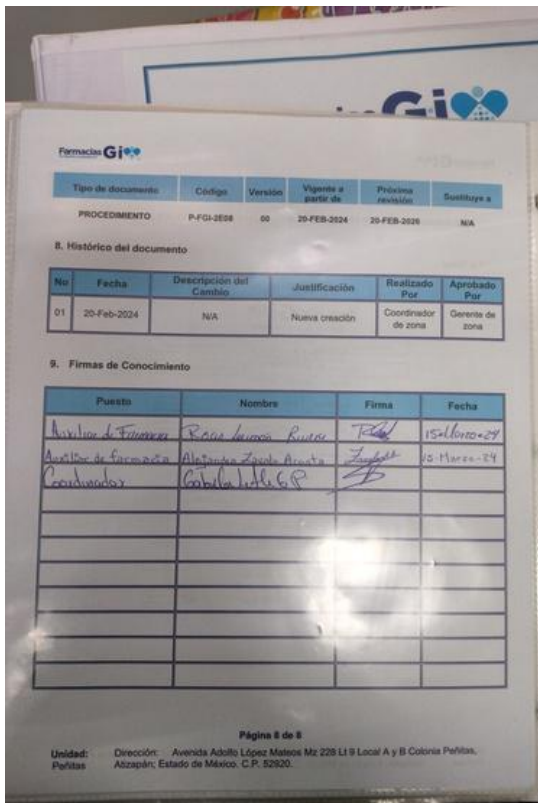 Gi
Farmacias Gi
Tipo de documento Código Versión Vigente a partir de Próxima revisión Sustituye a
PROCEDIMIENTO P-FGI-2E08 00 20-FEB-2024 20-FEB-2026 N/A
8. Histórico del documento
No Fecha Descripción del Cambio Justificación Realizado Por Aprobado Por
01 20-Feb-2024 N/A Nueva creación Coordinador de zona Gerente de zona
9. Firmas de Conocimiento
Puesto Nombre Firma Fecha
Auxiliar de Farmacia 15-Marzo-24
Auxiliar de farmacia Alejandra Zavala 15-Marzo-24
Coordinador
Página 8 de 8
Unidad: Peñitas
Dirección: Avenida Adolfo López Mateos Mz 228 Lt 9 Local A y B Colonia Peñitas,
Atizapán; Estado de México. C.P. 52920.